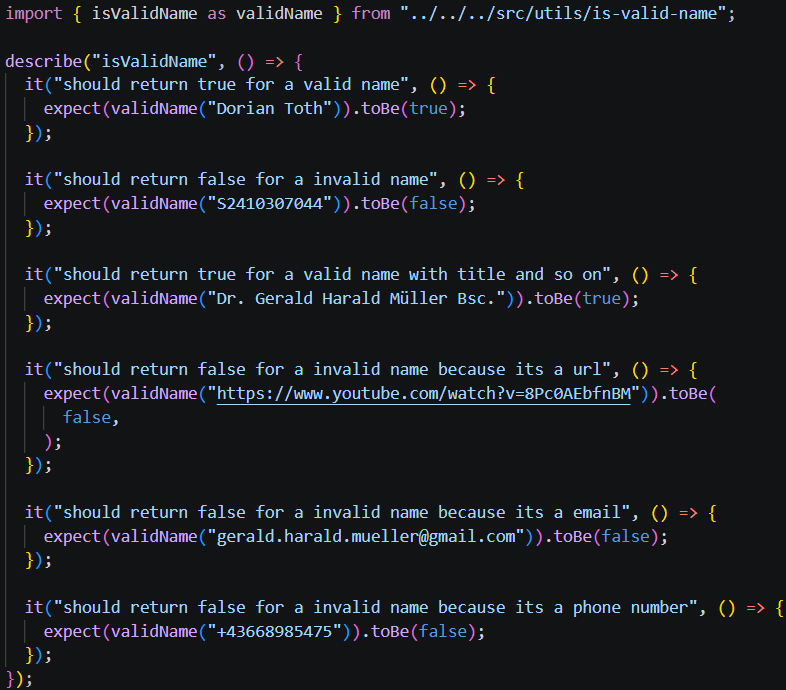 import { isValidName as validName } from "../../../src/utils/is-valid-name";
describe("isValidName", () => {
it("should return true for a valid name", () => {
expect(validName("Dorian Toth")).toBe(true);
});
it("should return false for a invalid name", () => {
expect(validName("S2410307044")).toBe(false);
});
it("should return true for a valid name with title and so on", () => {
expect(validName("Dr. Gerald Harald Müller Bsc.")).toBe(true);
});
it("should return false for a invalid name because its a url", () => {
expect(validName("https://www.youtube.com/watch?v=8Pc0AEbfnBM")).toBe(
false,
);
});
it("should return false for a invalid name because its a email", () => {
expect(validName("gerald.harald.mueller@gmail.com")).toBe(false);
});
it("should return false for a invalid name because its a phone number", () => {
expect(validName("+43668985475")).toBe(false);
});
});